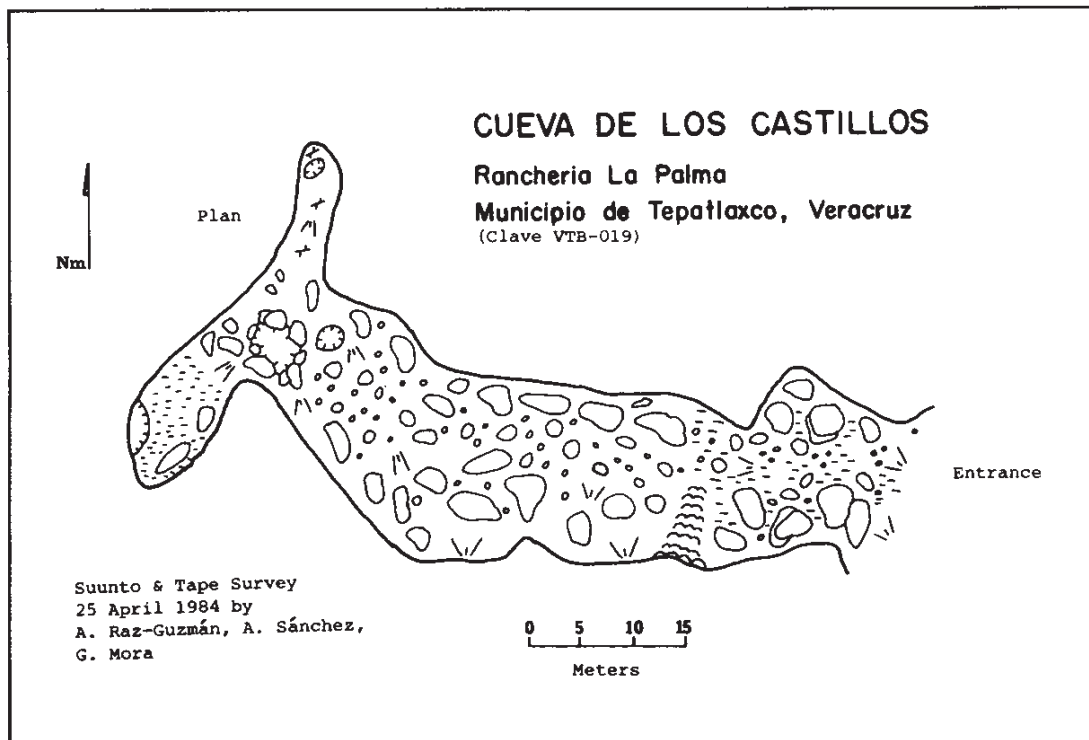 CUEVA DE LOS CASTILLOS
Rancheria La Palma
Municipio de Tepatlaxco, Veracruz
(Clave VTB-019)
Plan
Nm
Entrance
Suunto & Tape Survey
25 April 1984 by
A. Raz-Guzmán, A. Sánchez,
G. Mora
0 5 10 15
Meters